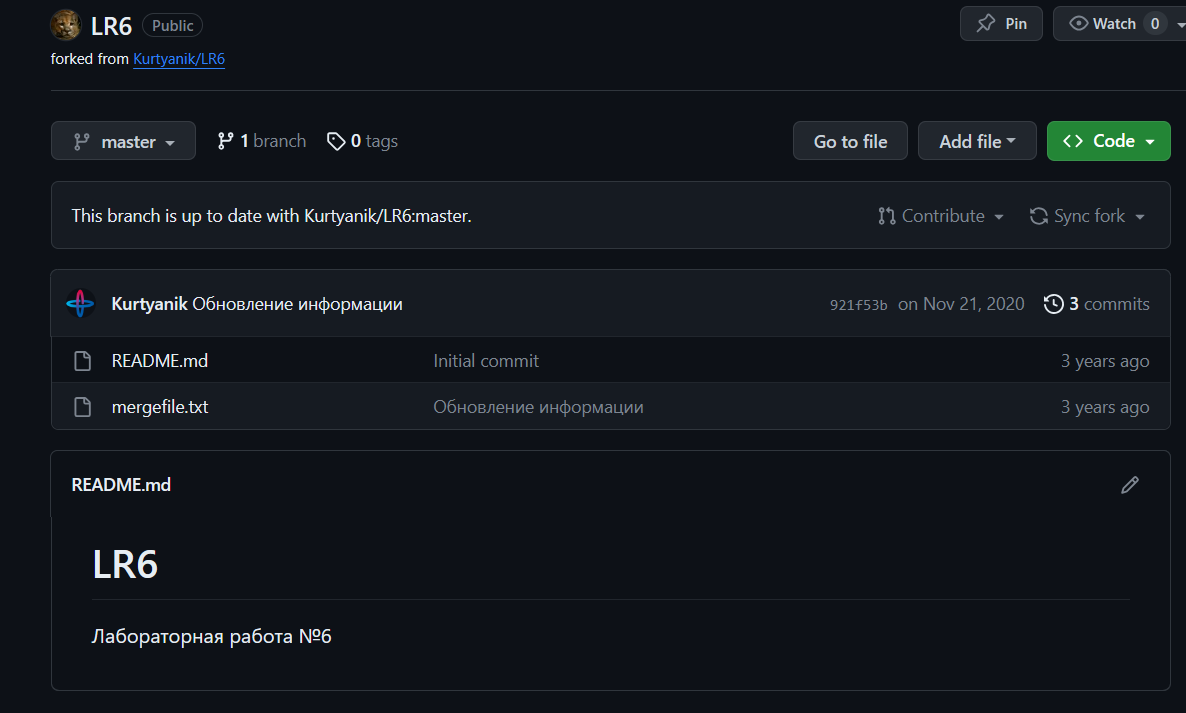 LR6 Public Pin Watch 0
forked from Kurtyanik/LR6
master 1 branch 0 tags Go to file Add file <> Code
This branch is up to date with Kurtyanik/LR6:master. Contribute Sync fork
Kurtyanik Обновление информации 921f53b on Nov 21, 2020 3 commits
README.md Initial commit 3 years ago
mergefile.txt Обновление информации 3 years ago
README.md
LR6
Лабораторная работа №6